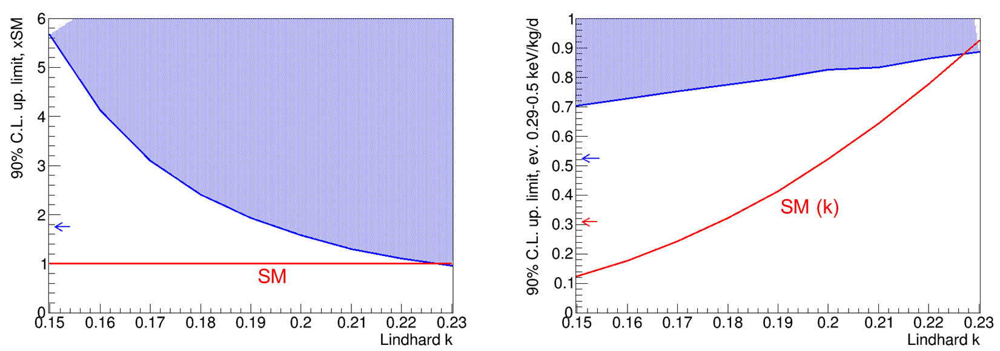 90% C.L. up. limit, xSM
6
5
4
3
2
1
0
0.15 0.16 0.17 0.18 0.19 0.2 0.21 0.22 0.23
Lindhard k
SM
90% C.L. up. limit, ev. 0.29-0.5 keV/kg/d
1
0.9
0.8
0.7
0.6
0.5
0.4
0.3
0.2
0.1
0
0.15 0.16 0.17 0.18 0.19 0.2 0.21 0.22 0.23
Lindhard k
SM (k)